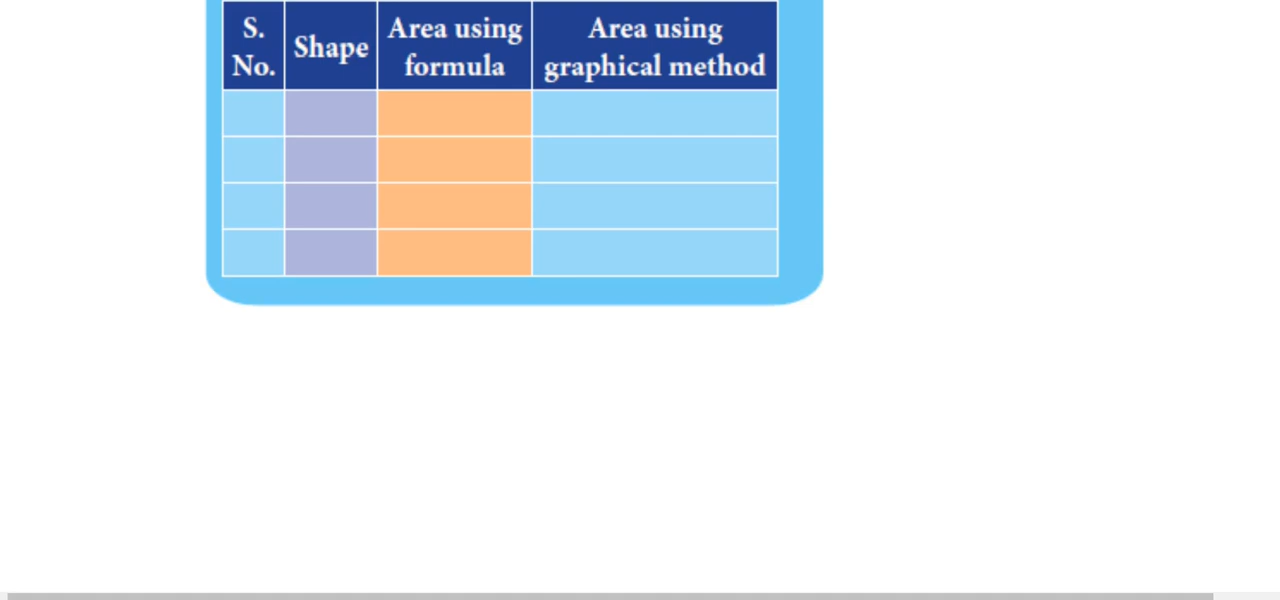 S.
No.
Shape
Area using
formula
Area using
graphical method